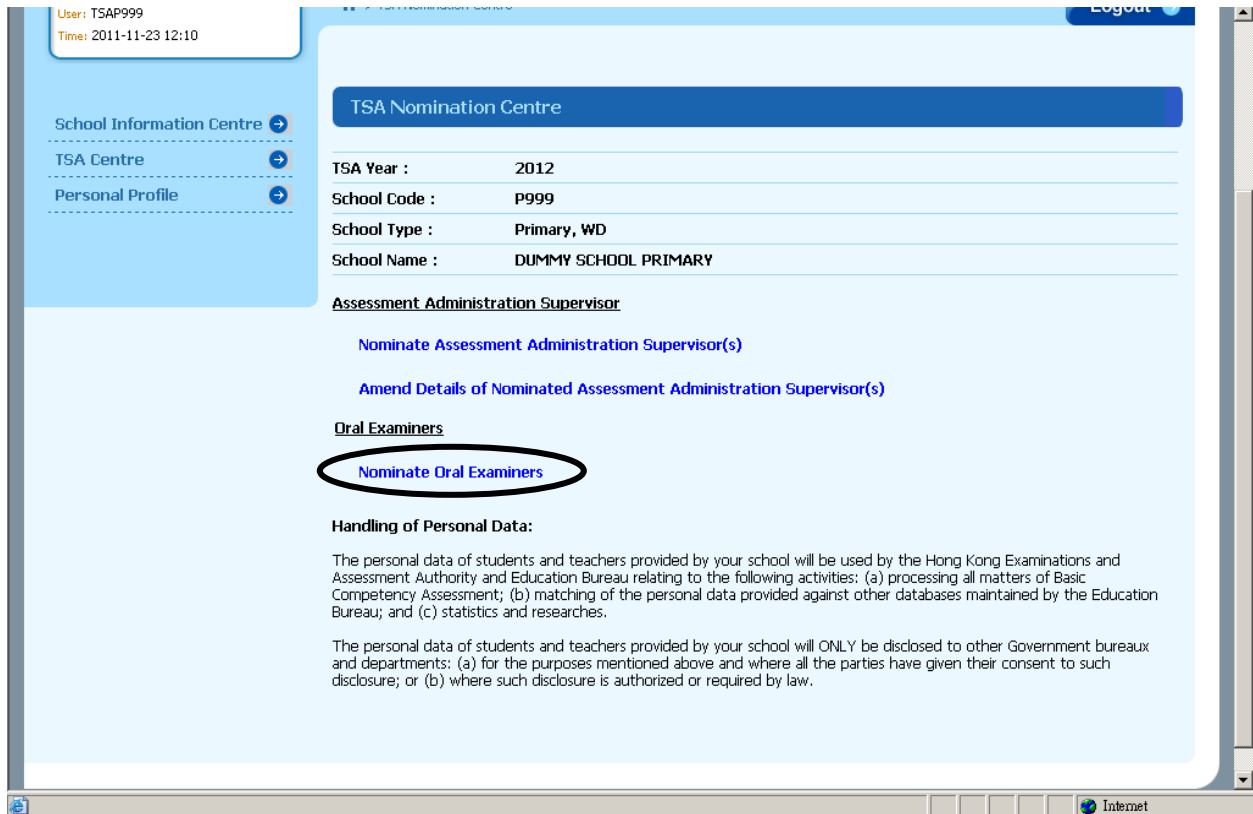 User: TSAP999
> TSA Nomination Centre
Logout
Time: 2011-11-23 12:10
School Information Centre
TSA Centre
Personal Profile
TSA Nomination Centre
TSA Year : 2012
School Code : P999
School Type : Primary, WD
School Name : DUMMY SCHOOL PRIMARY
Assessment Administration Supervisor
Nominate Assessment Administration Supervisor(s)
Amend Details of Nominated Assessment Administration Supervisor(s)
Oral Examiners
Nominate Oral Examiners
Handling of Personal Data:
The personal data of students and teachers provided by your school will be used by the Hong Kong Examinations and
Assessment Authority and Education Bureau relating to the following activities: (a) processing all matters of Basic
Competency Assessment; (b) matching of the personal data provided against other databases maintained by the Education
Bureau; and (c) statistics and researches.
The personal data of students and teachers provided by your school will ONLY be disclosed to other Government bureaux
and departments: (a) for the purposes mentioned above and where all the parties have given their consent to such
disclosure; or (b) where such disclosure is authorized or required by law.
Internet